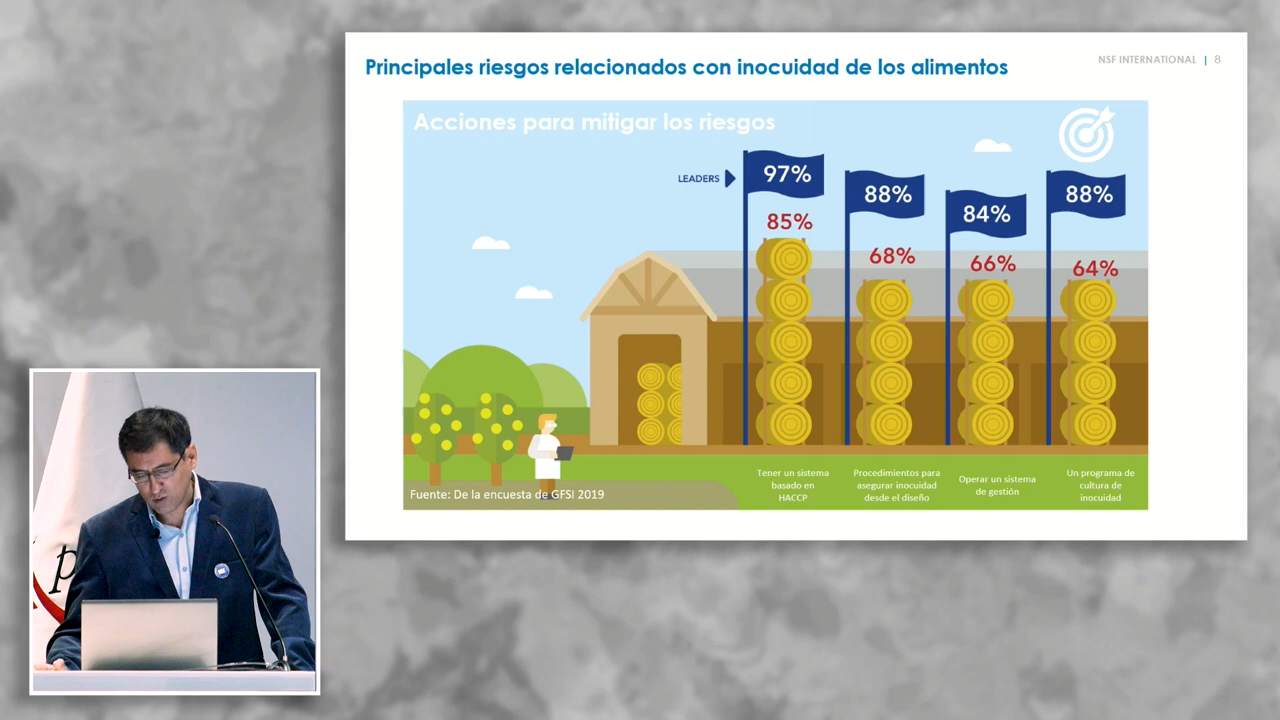 Principales riesgos relacionados con inocuidad de los alimentos
NSF INTERNATIONAL | 8
Acciones para mitigar los riesgos
LEADERS
97%
88%
84%
88%
85%
68%
66%
64%
Tener un sistema
basado en
HACCP
Procedimientos para
asegurar inocuidad
desde el diseño
Operar un sistema
de gestión
Un programa de
cultura de
inocuidad
Fuente: De la encuesta de GFSI 2019
p